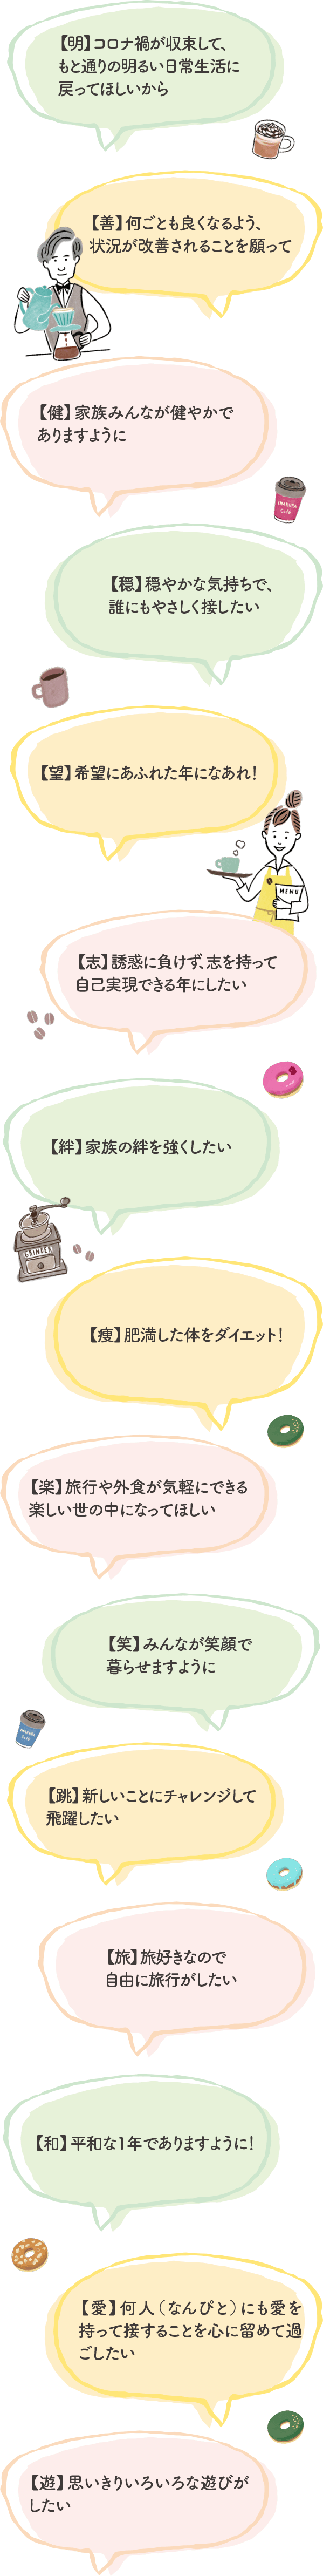 【明】コロナ禍が収束して、
もと通りの明るい日常生活に
戻ってほしいから
【善】何ごとも良くなるよう、
状況が改善されることを願って
【健】家族みんなが健やかで
ありますように
INAKURA
Café
【穏】穏やかな気持ちで、
誰にもやさしく接したい
【望】希望にあふれた年になあれ！
MENU
【志】誘惑に負けず、志を持って
自己実現できる年にしたい
【絆】家族の絆を強くしたい
GRINDER
【痩】肥満した体をダイエット！
【楽】旅行や外食が気軽にできる
楽しい世の中になってほしい
【笑】みんなが笑顔で
暮らせますように
INAKURA
Café
【跳】新しいことにチャレンジして
飛躍したい
【旅】旅好きなので
自由に旅行がしたい
【和】平和な1年でありますように！
【愛】何人（なんぴと）にも愛を
持って接することを心に留めて過
ごしたい
【遊】思いきりいろいろな遊びが
したい